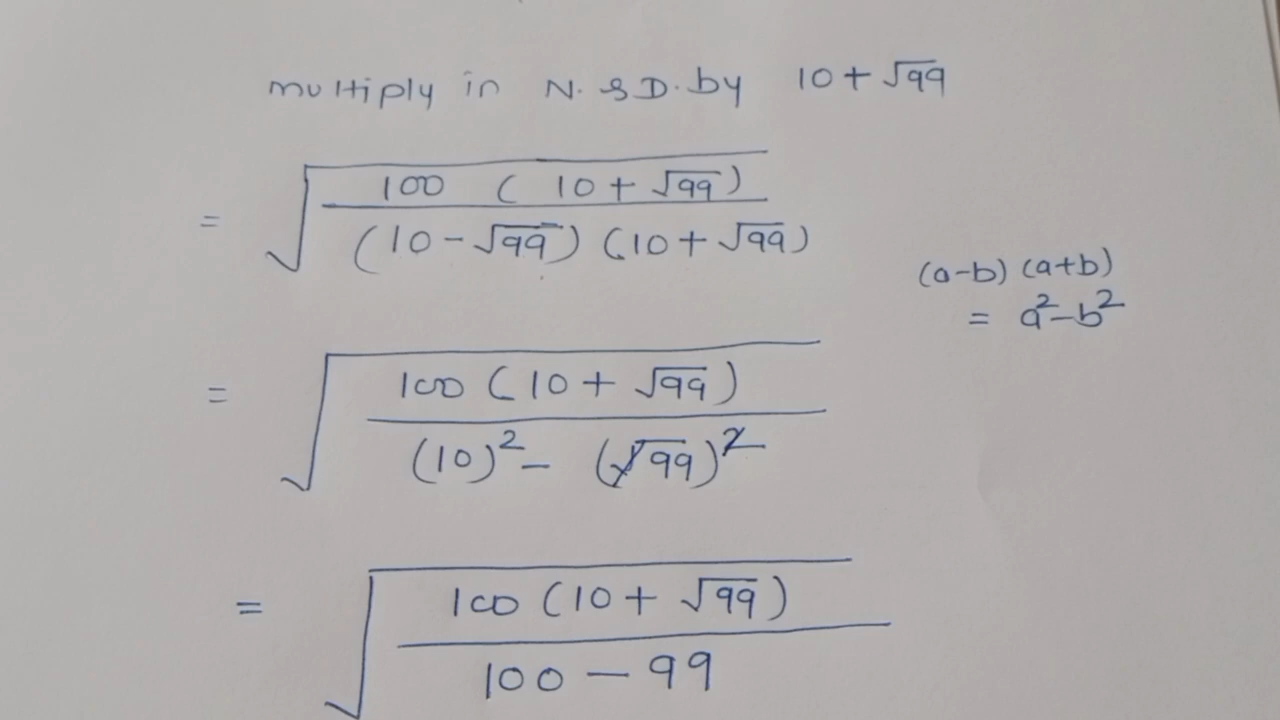 multiply in N. & D. by 10 + √99
= √(100 ( 10 + √99) / (10 - √99) (10 + √99))
(a-b) (a+b)
= a²-b²
= √(100 (10 + √99) / (10)² - (√99)²)
= √(100 (10 + √99) / 100 - 99)